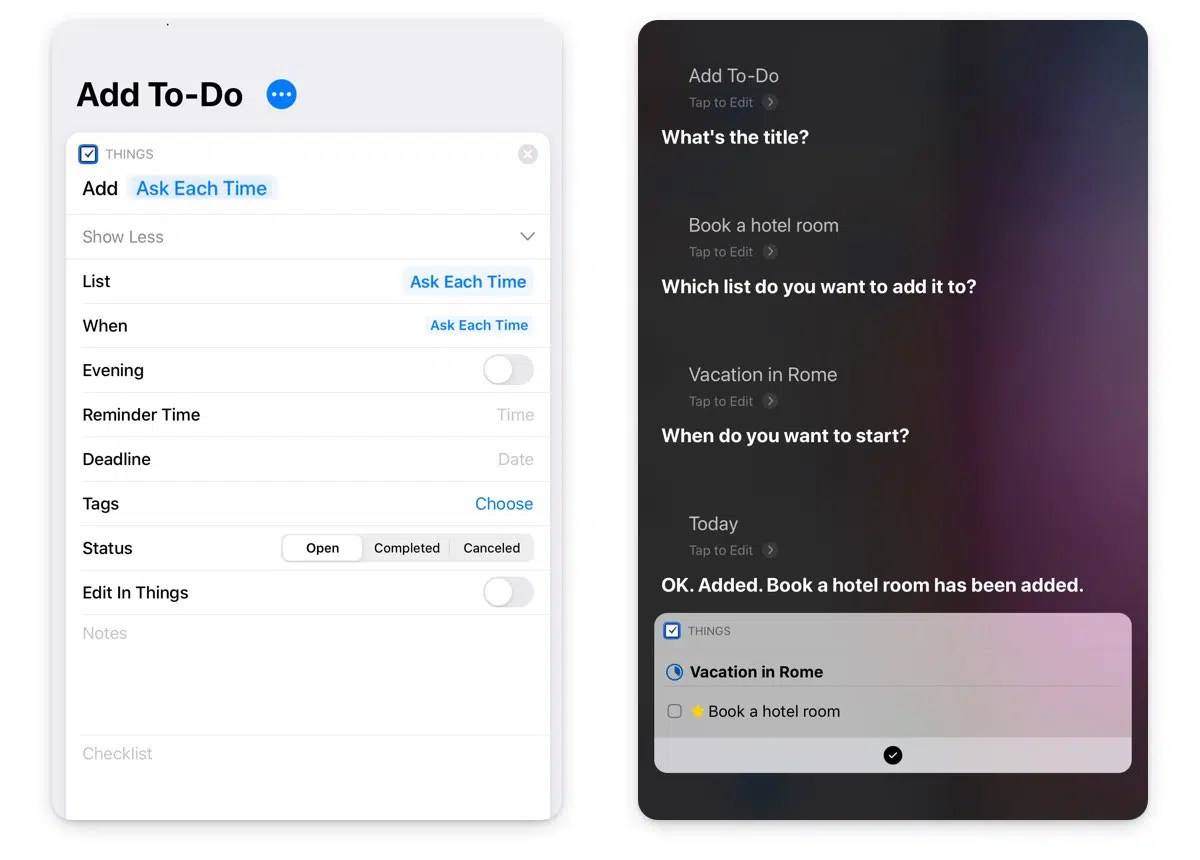 Add To-Do
THINGS
Add Ask Each Time
Show Less
List Ask Each Time
When Ask Each Time
Evening
Reminder Time Time
Deadline Date
Tags Choose
Status Open Completed Canceled
Edit In Things
Notes
Checklist
Add To-Do
Tap to Edit
What's the title?
Book a hotel room
Tap to Edit
Which list do you want to add it to?
Vacation in Rome
Tap to Edit
When do you want to start?
Today
Tap to Edit
OK. Added. Book a hotel room has been added.
THINGS
Vacation in Rome
Book a hotel room